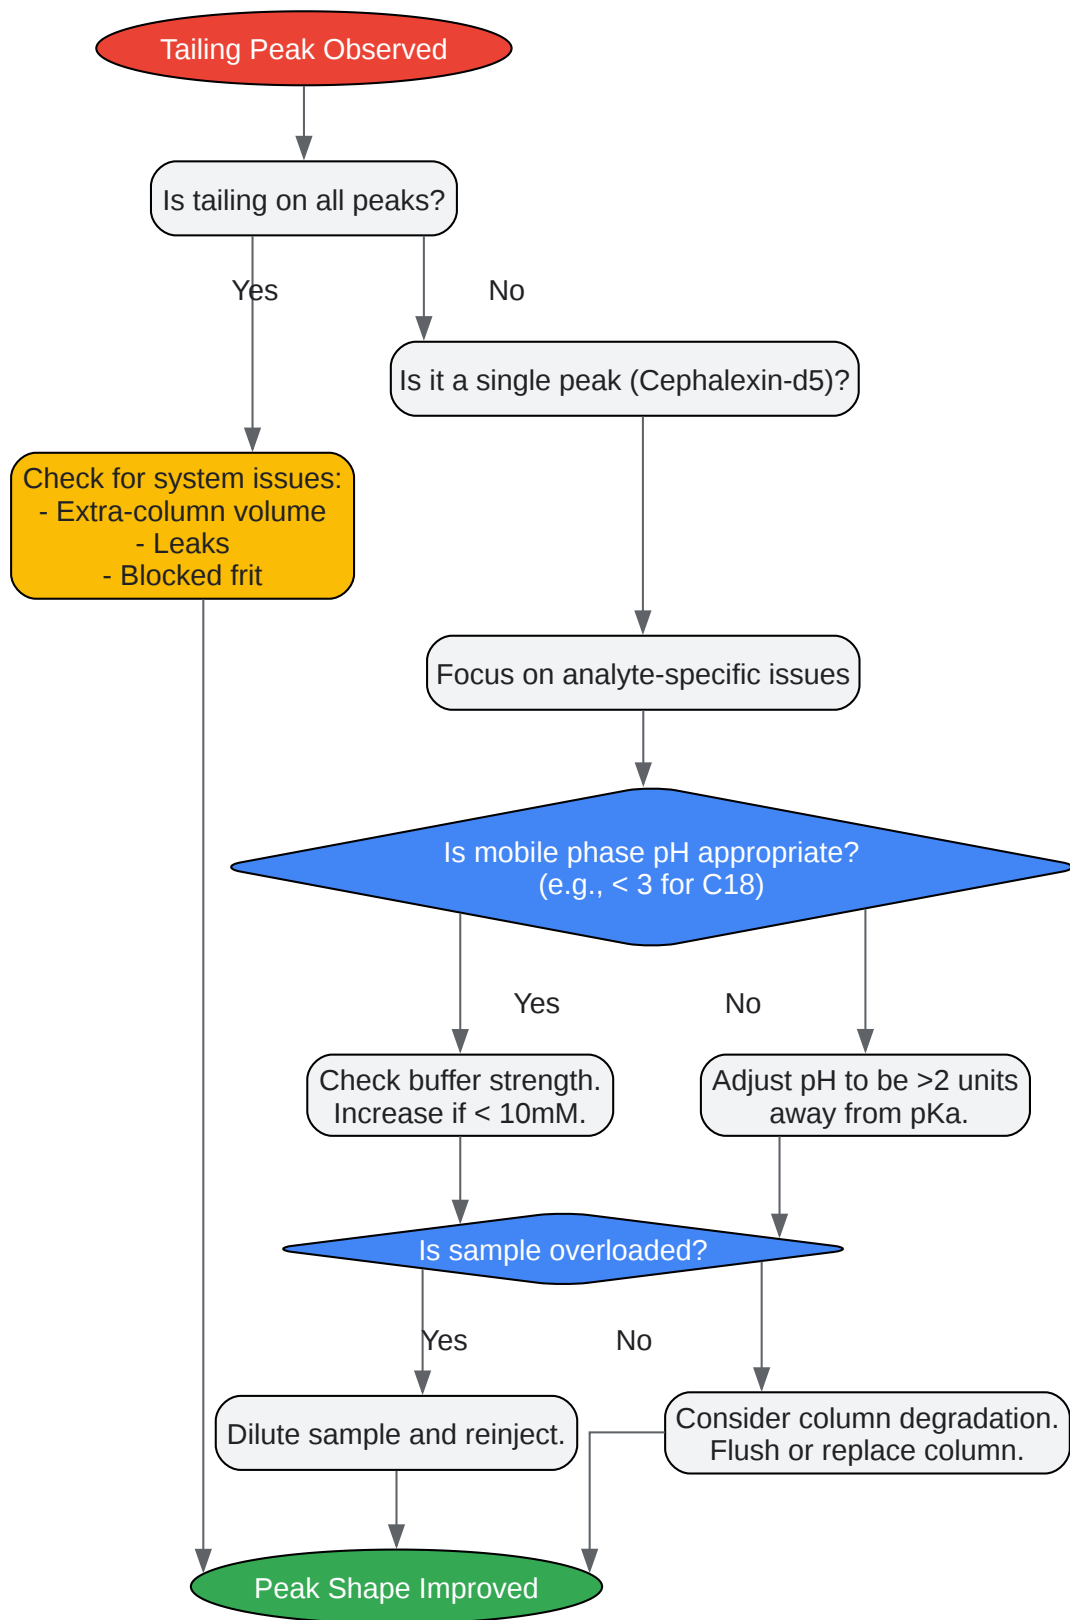 Tailing Peak Observed
Is tailing on all peaks?
Yes
No
Is it a single peak (Cephalexin-d5)?
Check for system issues:
- Extra-column volume
- Leaks
- Blocked frit
Focus on analyte-specific issues
Is mobile phase pH appropriate?
(e.g., < 3 for C18)
Yes
No
Check buffer strength.
Increase if < 10mM.
Adjust pH to be >2 units
away from pKa.
Is sample overloaded?
Yes
No
Dilute sample and reinject.
Consider column degradation.
Flush or replace column.
Peak Shape Improved